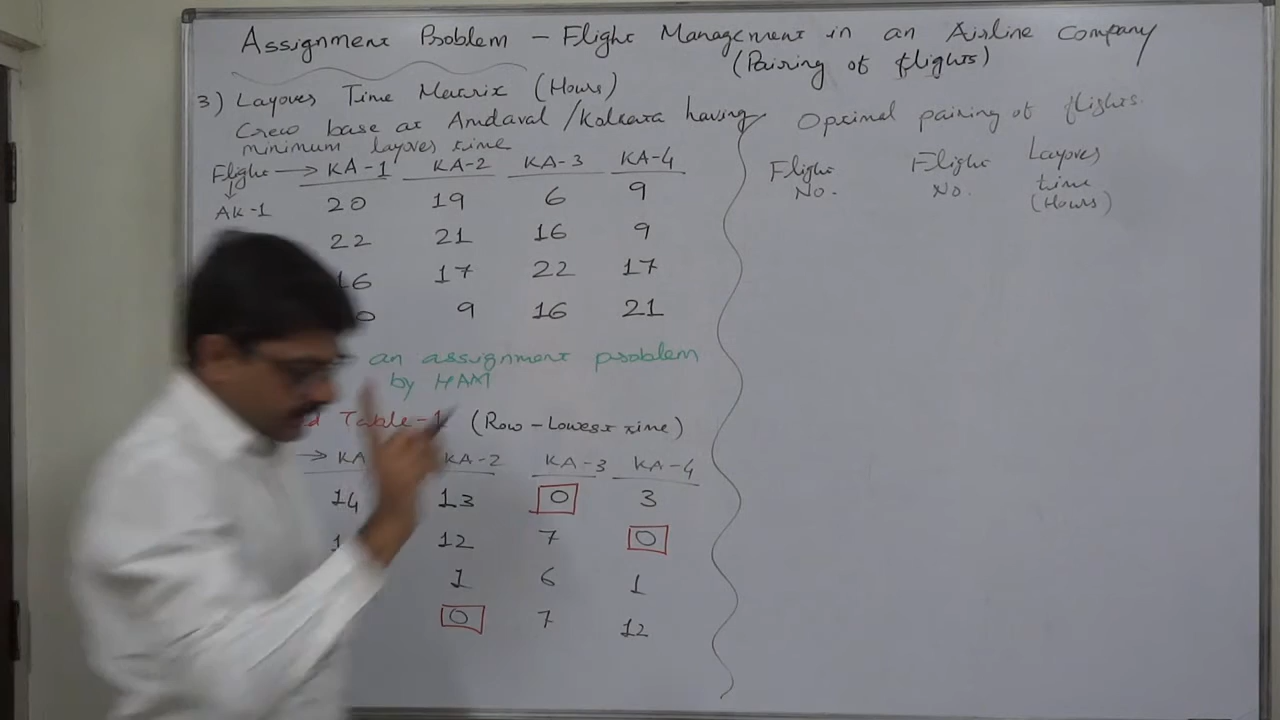 Assignment Problem - Flight Management in an Airline Company
(Pairing of flights)
3) Layover Time Matrix (Hours)
Crew base at Andaval / Kolkata having
minimum layover time
Flight → KA-1 KA-2 KA-3 KA-4
↓
AK-1 20 19 6 9
22 21 16 9
16 17 22 17
9 16 21
an assignment problem
by HAM
Table-1 (Row - Lowest time)
→ KA KA-2 KA-3 KA-4
14 13 0 3
12 7 0
1 6 1
0 7 12
Optimal pairing of flights.
Flight Flight Layover
No. No. time
(Hours)